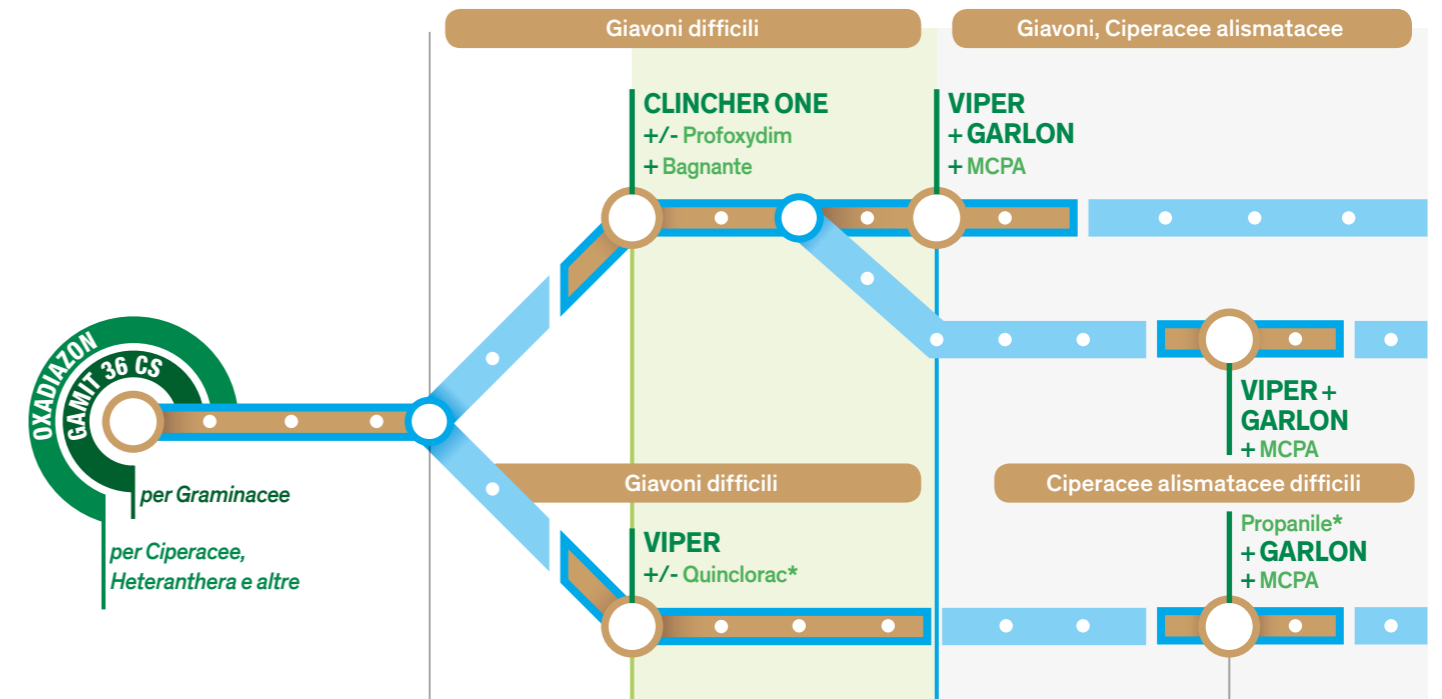 Giavoni difficili
Giavoni, Ciperacee alismatacee
CLINCHER ONE
+/- Profoxydim
+ Bagnante
VIPER
+ GARLON
+ MCPA
OXADIAZON
GAMIT 36 CS
per Graminacee
per Ciperacee,
Heteranthera e altre
VIPER +
GARLON
+ MCPA
Giavoni difficili
Ciperacee alismatacee difficili
VIPER
+/- Quinclorac*
Propanile*
+ GARLON
+ MCPA